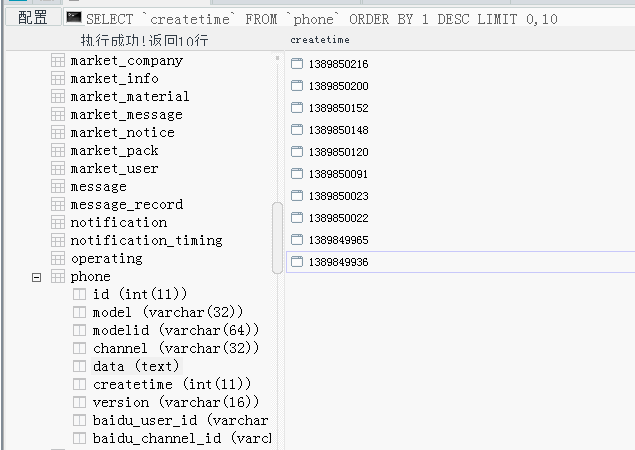 配置
SELECT `createtime` FROM `phone` ORDER BY 1 DESC LIMIT 0,10
执行成功!返回10行
market_company
market_info
market_material
market_message
market_notice
market_pack
market_user
message
message_record
notification
notification_timing
operating
phone
id (int(11))
model (varchar(32))
modelid (varchar(64))
channel (varchar(32))
data (text)
createtime (int(11))
version (varchar(16))
baidu_user_id (varchar
baidu_channel_id (varc
createtime
1389850216
1389850200
1389850152
1389850148
1389850120
1389850091
1389850023
1389850022
1389849965
1389849936